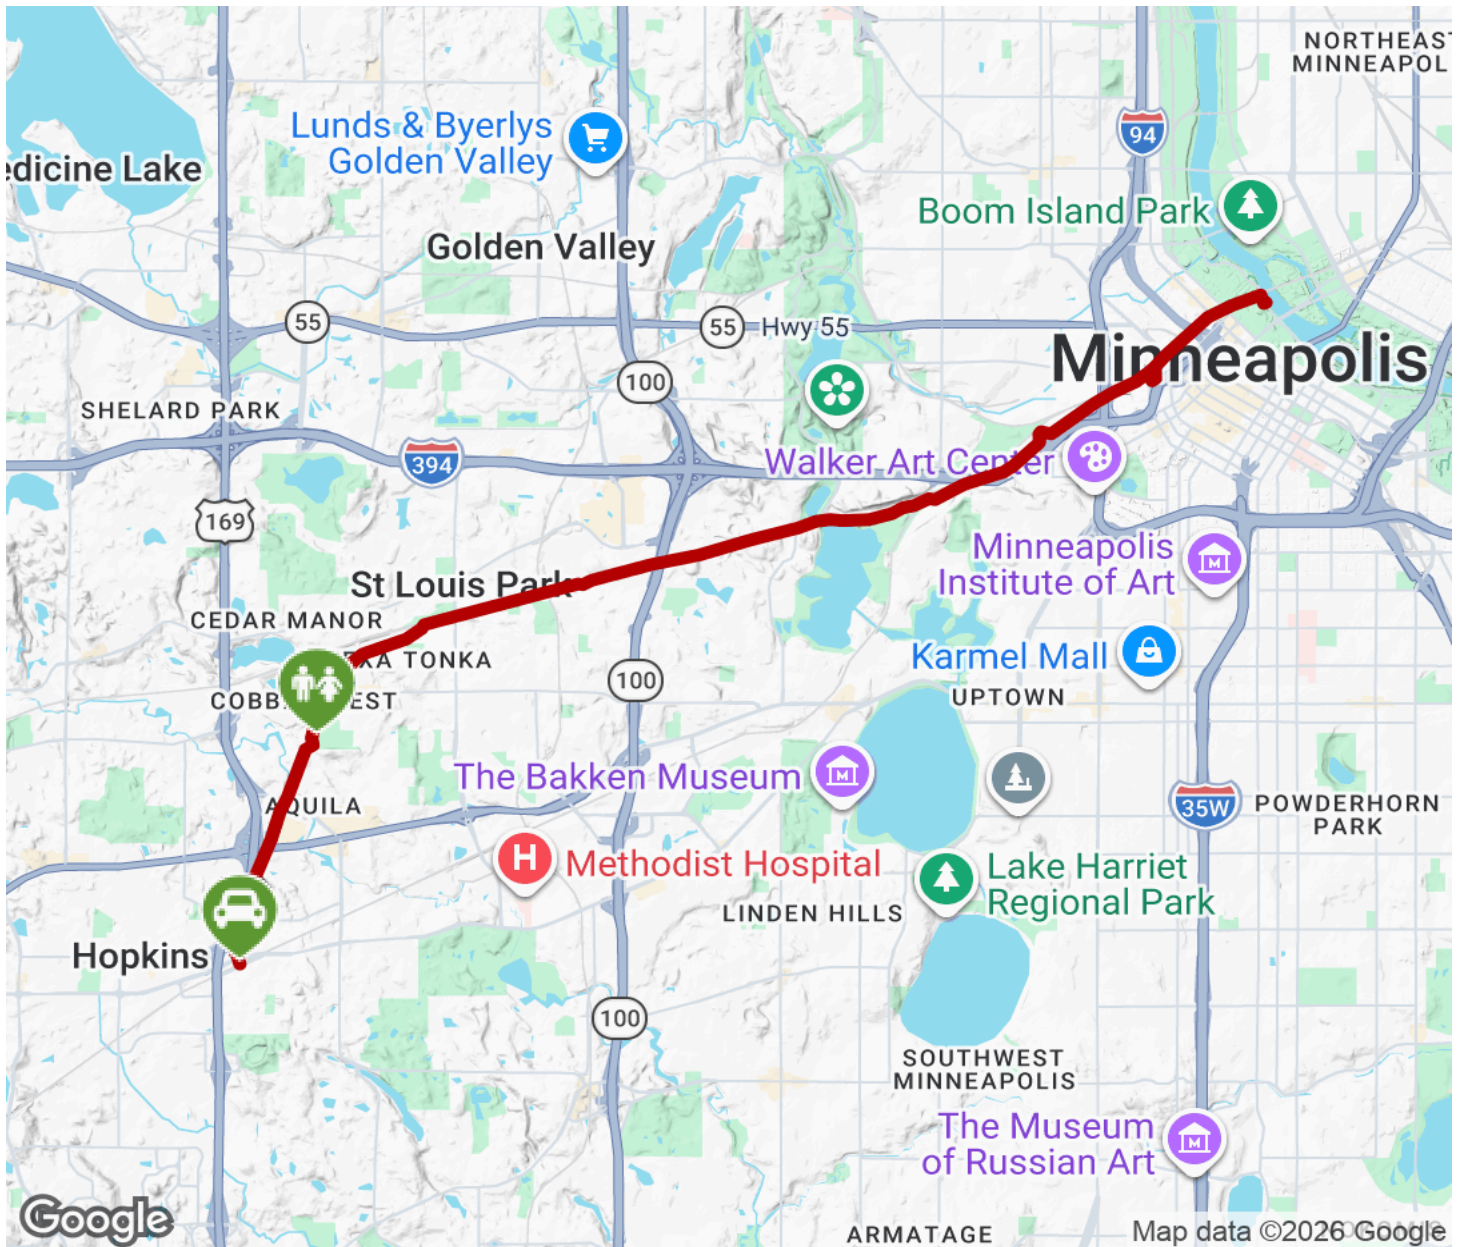 NORTHEAST
MINNEAPOL
94
Lunds & Byerlys
Golden Valley
edicine Lake
Boom Island Park
Golden Valley
55
55
Hwy 55
Minneapolis
100
SHELARD PARK
394
Walker Art Center
169
Minneapolis
Institute of Art
St Louis Park
CEDAR MANOR
EXA TONKA
Karmel Mall
100
UPTOWN
COBB
EST
The Bakken Museum
AQUILA
35W
POWDERHORN
PARK
H
Methodist Hospital
Lake Harriet
Regional Park
LINDEN HILLS
Hopkins
100
SOUTHWEST
MINNEAPOLIS
The Museum
of Russian Art
Google
ARMATAGE
Map data ©2026 Google